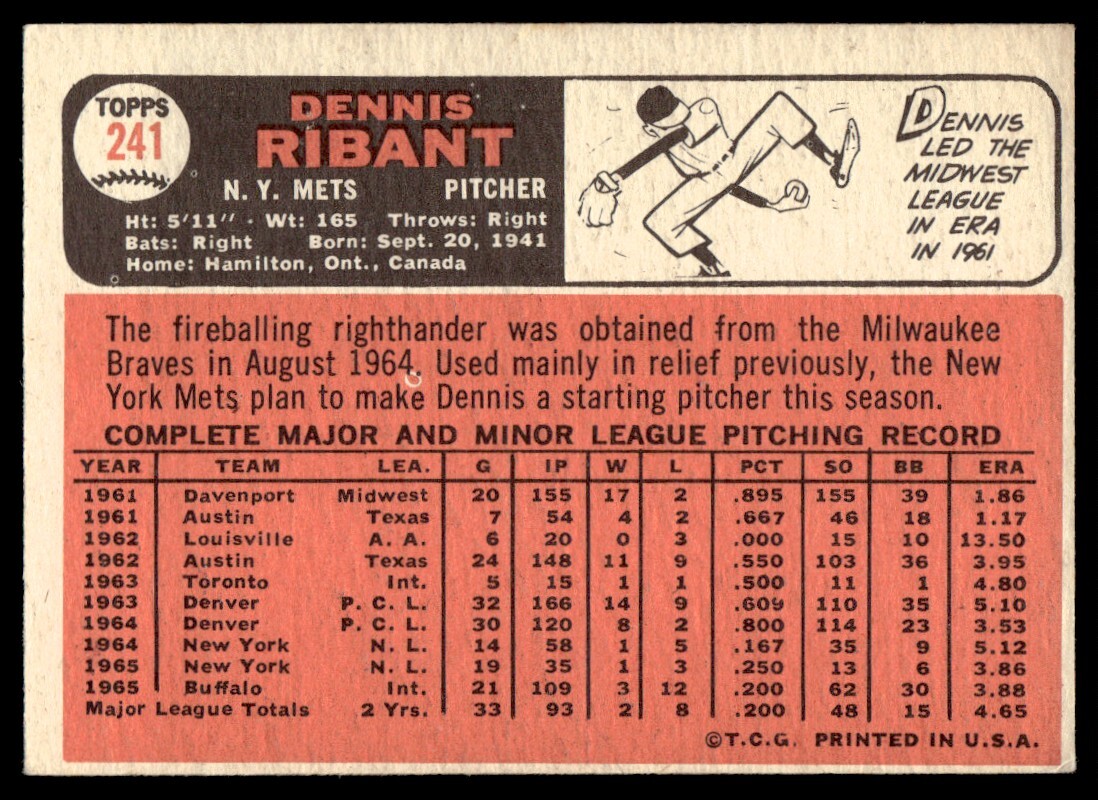 TOPPS
241
DENNIS
RIBANT
N. Y. METS PITCHER
Ht: 5'11" · Wt: 165 Throws: Right
Bats: Right Born: Sept. 20, 1941
Home: Hamilton, Ont., Canada
DENNIS
LED THE
MIDWEST
LEAGUE
IN ERA
IN 1961
The fireballing righthander was obtained from the Milwaukee
Braves in August 1964. Used mainly in relief previously, the New
York Mets plan to make Dennis a starting pitcher this season.
COMPLETE MAJOR AND MINOR LEAGUE PITCHING RECORD
YEAR TEAM LEA. G IP W L PCT SO BB ERA
1961 Davenport Midwest 20 155 17 2 .895 155 39 1.86
1961 Austin Texas 7 54 4 2 .667 46 18 1.17
1962 Louisville A. A. 6 20 0 3 .000 15 10 13.50
1962 Austin Texas 24 148 11 9 .550 103 36 3.95
1963 Toronto Int. 5 15 1 1 .500 11 1 4.80
1963 Denver P. C. L. 32 166 14 9 .609 110 35 5.10
1964 Denver P. C. L. 30 120 8 2 .800 114 23 3.53
1964 New York N. L. 14 58 1 5 .167 35 9 5.12
1965 New York N. L. 19 35 1 3 .250 13 6 3.86
1965 Buffalo Int. 21 109 3 12 .200 62 30 3.88
Major League Totals 2 Yrs. 33 93 2 8 .200 48 15 4.65
©T.C.G. PRINTED IN U.S.A.